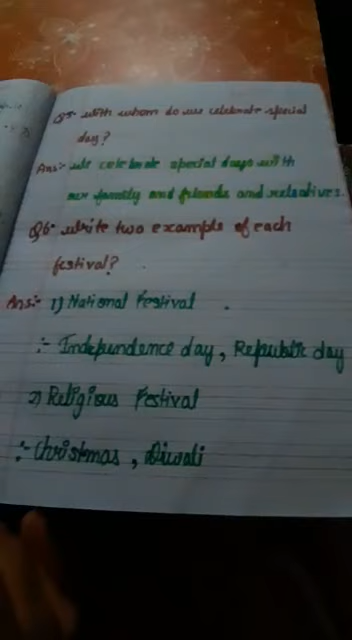 Q5- With whom do we celebrate special
day?
Ans:- We celebrate special days with
our family and friends and relatives.
Q6- Write two example of each
festival?
Ans:- 1) National Festival
:- Independence day, Republic day
2) Religious Festival
:- Christmas, Diwali